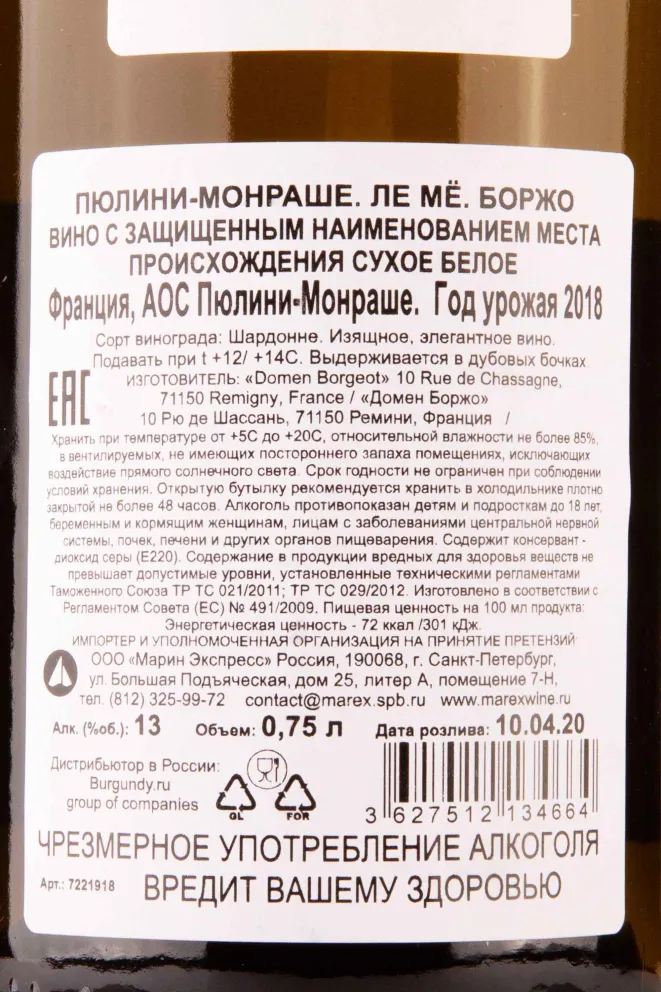 ПЮЛИНИ-МОНРАШЕ. ЛЕ МЁ. БОРЖО
ВИНО С ЗАЩИЩЕННЫМ НАИМЕНОВАНИЕМ МЕСТА
ПРОИСХОЖДЕНИЯ СУХОЕ БЕЛОЕ
Франция, АОС Пюлини-Монраше. Год урожая 2018
Сорт винограда: Шардонне. Изящное, элегантное вино.
Подавать при t +12/ +14С. Выдерживается в дубовых бочках.
EAC
ИЗГОТОВИТЕЛЬ: «Domen Borgeot» 10 Rue de Chassagne,
71150 Remigny, France / «Домен Боржо»
10 Рю де Шассань, 71150 Ремини, Франция /
Хранить при температуре от +5С до +20С, относительной влажности не более 85%,
в вентилируемых, не имеющих постороннего запаха помещениях, исключающих
воздействие прямого солнечного света. Срок годности не ограничен при соблюдении
условий хранения. Открытую бутылку рекомендуется хранить в холодильнике плотно
закрытой не более 48 часов. Алкоголь противопоказан детям и подросткам до 18 лет,
беременным и кормящим женщинам, лицам с заболеваниями центральной нервной
системы, почек, печени и других органов пищеварения. Содержит консервант -
диоксид серы (Е220). Содержание в продукции вредных для здоровья веществ не
превышает допустимые уровни, установленные техническими регламентами
Таможенного Союза ТР ТС 021/2011; ТР ТС 029/2012. Изготовлено в соответствии с
Регламентом Совета (ЕС) № 491/2009. Пищевая ценность на 100 мл продукта:
Энергетическая ценность - 72 ккал /301 кДж.
ИМПОРТЕР И УПОЛНОМОЧЕННАЯ ОРГАНИЗАЦИЯ НА ПРИНЯТИЕ ПРЕТЕНЗИЙ
ООО «Марин Экспресс» Россия, 190068, г. Санкт-Петербург,
ул. Большая Подъяческая, дом 25, литер А, помещение 7-Н,
тел. (812) 325-99-72 contact@marex.spb.ru www.marexwine.ru
Алк. (%об.): 13 Объем: 0,75 л Дата розлива: 10.04.20
Дистрибьютор в России:
Burgundy.ru
group of companies
GL FOR
3 627512 134664
ЧРЕЗМЕРНОЕ УПОТРЕБЛЕНИЕ АЛКОГОЛЯ
Арт.: 7221918 ВРЕДИТ ВАШЕМУ ЗДОРОВЬЮ